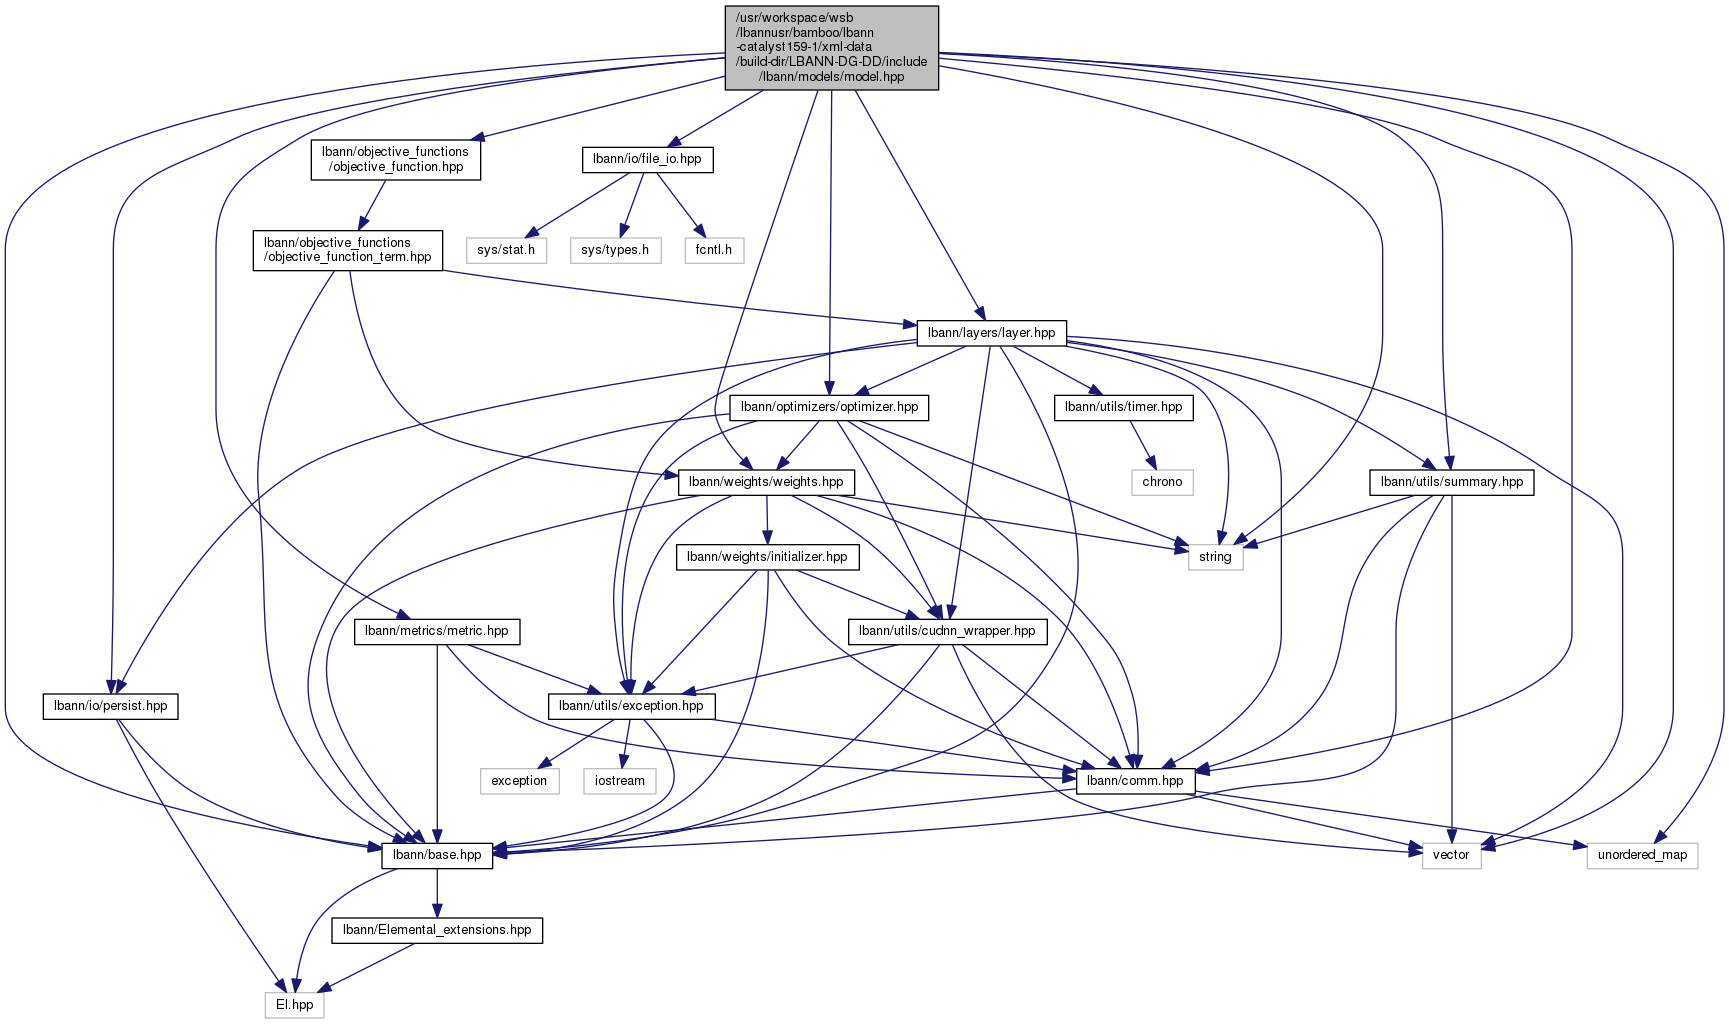 /usr/workspace/wsb
/lbannusr/bamboo/lbann
-catalyst159-1/xml-data
/build-dir/LBANN-DG-DD/include
/lbann/models/model.hpp
lbann/objective_functions
/objective_function.hpp
lbann/io/file_io.hpp
lbann/objective_functions
/objective_function_term.hpp
sys/stat.h
sys/types.h
fcntl.h
lbann/layers/layer.hpp
lbann/optimizers/optimizer.hpp
lbann/utils/timer.hpp
lbann/weights/weights.hpp
chrono
lbann/utils/summary.hpp
lbann/weights/initializer.hpp
string
lbann/metrics/metric.hpp
lbann/utils/cudnn_wrapper.hpp
lbann/io/persist.hpp
lbann/utils/exception.hpp
exception
iostream
lbann/comm.hpp
lbann/base.hpp
vector
unordered_map
lbann/Elemental_extensions.hpp
El.hpp